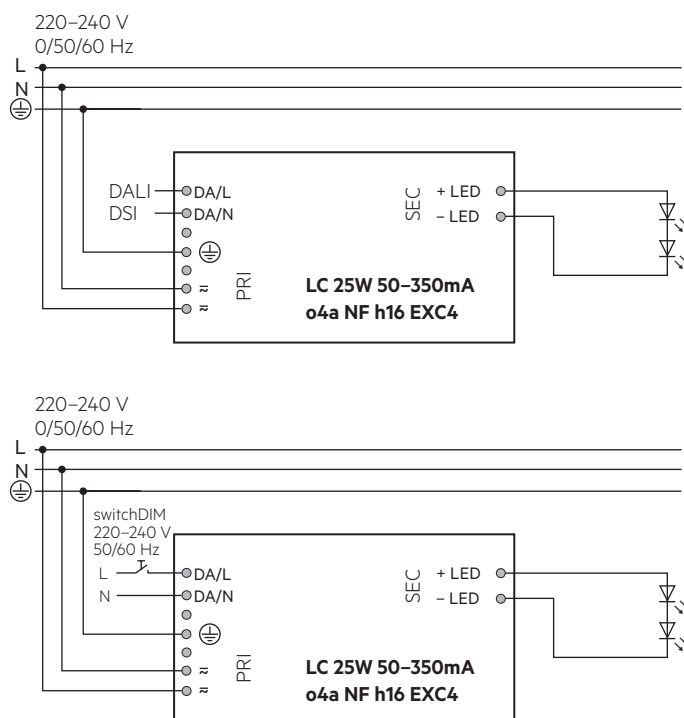 220–240 V
0/50/60 Hz
L
N
DALI
DA/L
SEC
+ LED
DSI
DA/N
– LED
≂
PRI
LC 25W 50–350mA
≂
o4a NF h16 EXC4
220–240 V
0/50/60 Hz
L
N
switchDIM
220–240 V
50/60 Hz
L
DA/L
SEC
+ LED
N
DA/N
– LED
≂
PRI
LC 25W 50–350mA
≂
o4a NF h16 EXC4